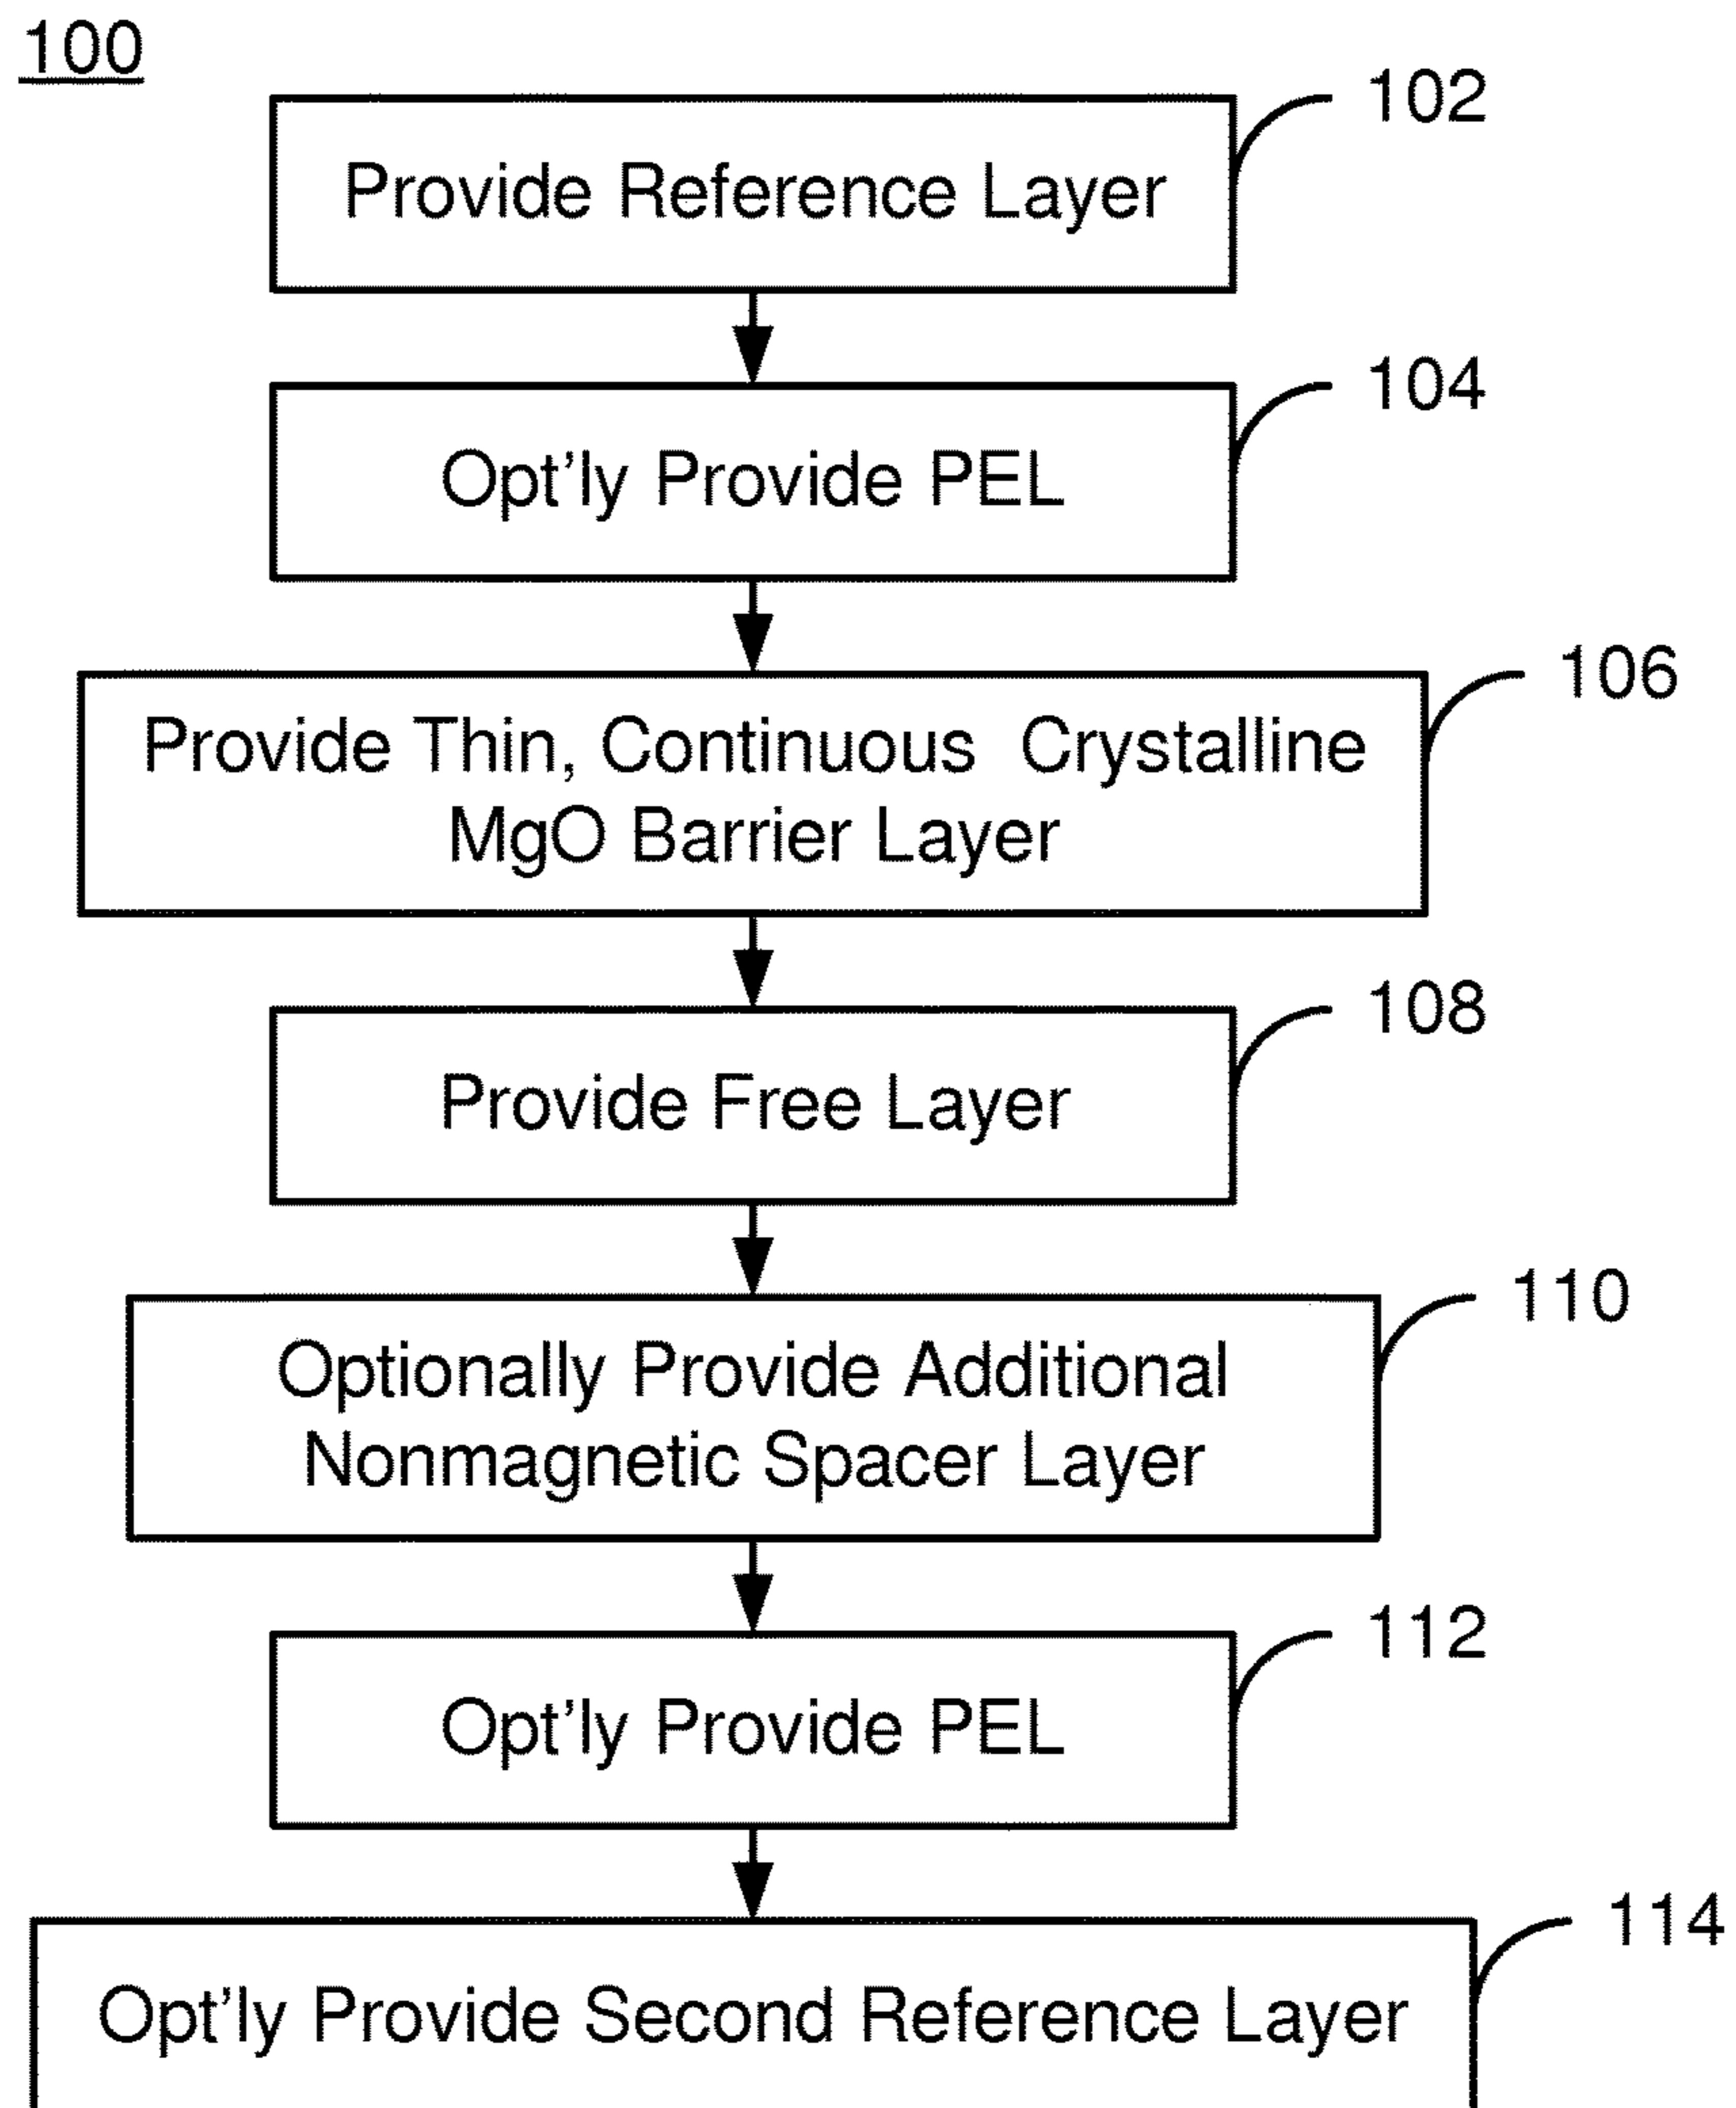 100
102
Provide Reference Layer
104
Opt'ly Provide PEL
106
Provide Thin, Continuous Crystalline
MgO Barrier Layer
108
Provide Free Layer
110
Optionally Provide Additional
Nonmagnetic Spacer Layer
112
Opt'ly Provide PEL
114
Opt'ly Provide Second Reference Layer